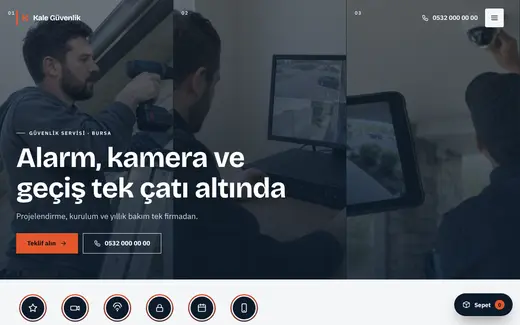 01
Kale Güvenlik
02
03
0532 000 00 00
GÜVENLİK SERVİSİ · BURSA
Alarm, kamera ve
geçiş tek çatı altında
Projelendirme, kurulum ve yıllık bakım tek firmadan.
Teklif alın →
0532 000 00 00
Sepet 0